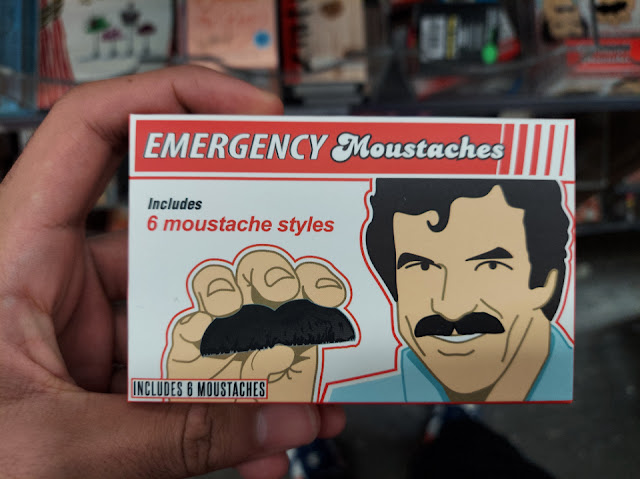 EMERGENCY Moustaches
Includes
6 moustache styles
INCLUDES 6 MOUSTACHES